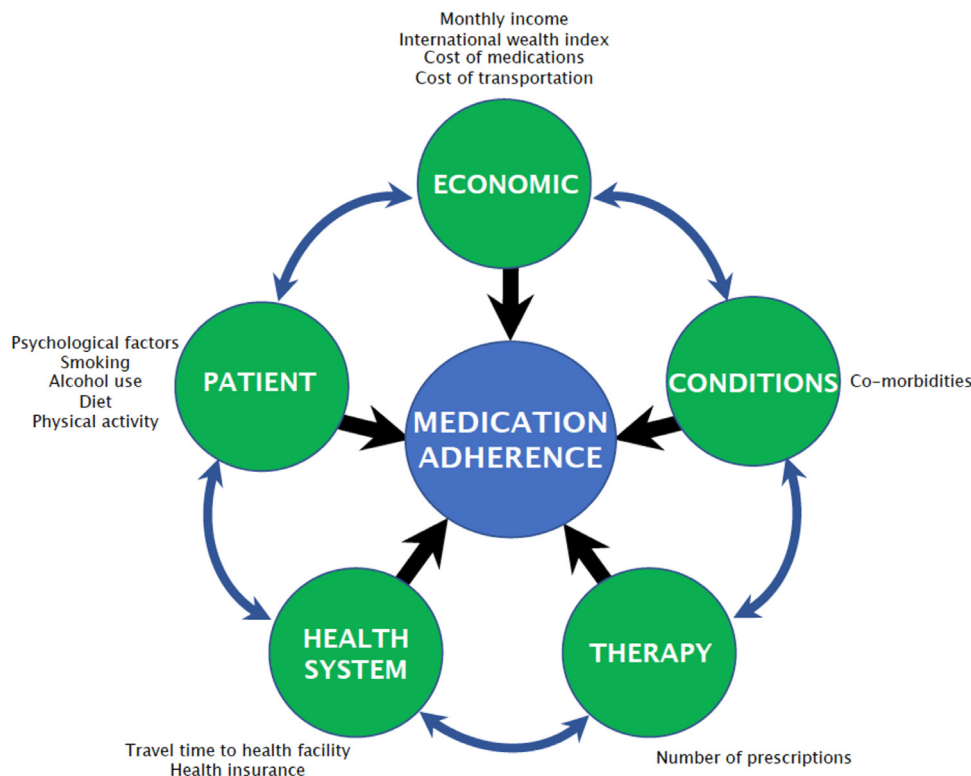 Monthly income
International wealth index
Cost of medications
Cost of transportation
ECONOMIC
Psychological factors
Smoking
Alcohol use
Diet
Physical activity
PATIENT
CONDITIONS
Co-morbidities
MEDICATION
ADHERENCE
HEALTH
SYSTEM
THERAPY
Travel time to health facility
Health insurance
Number of prescriptions